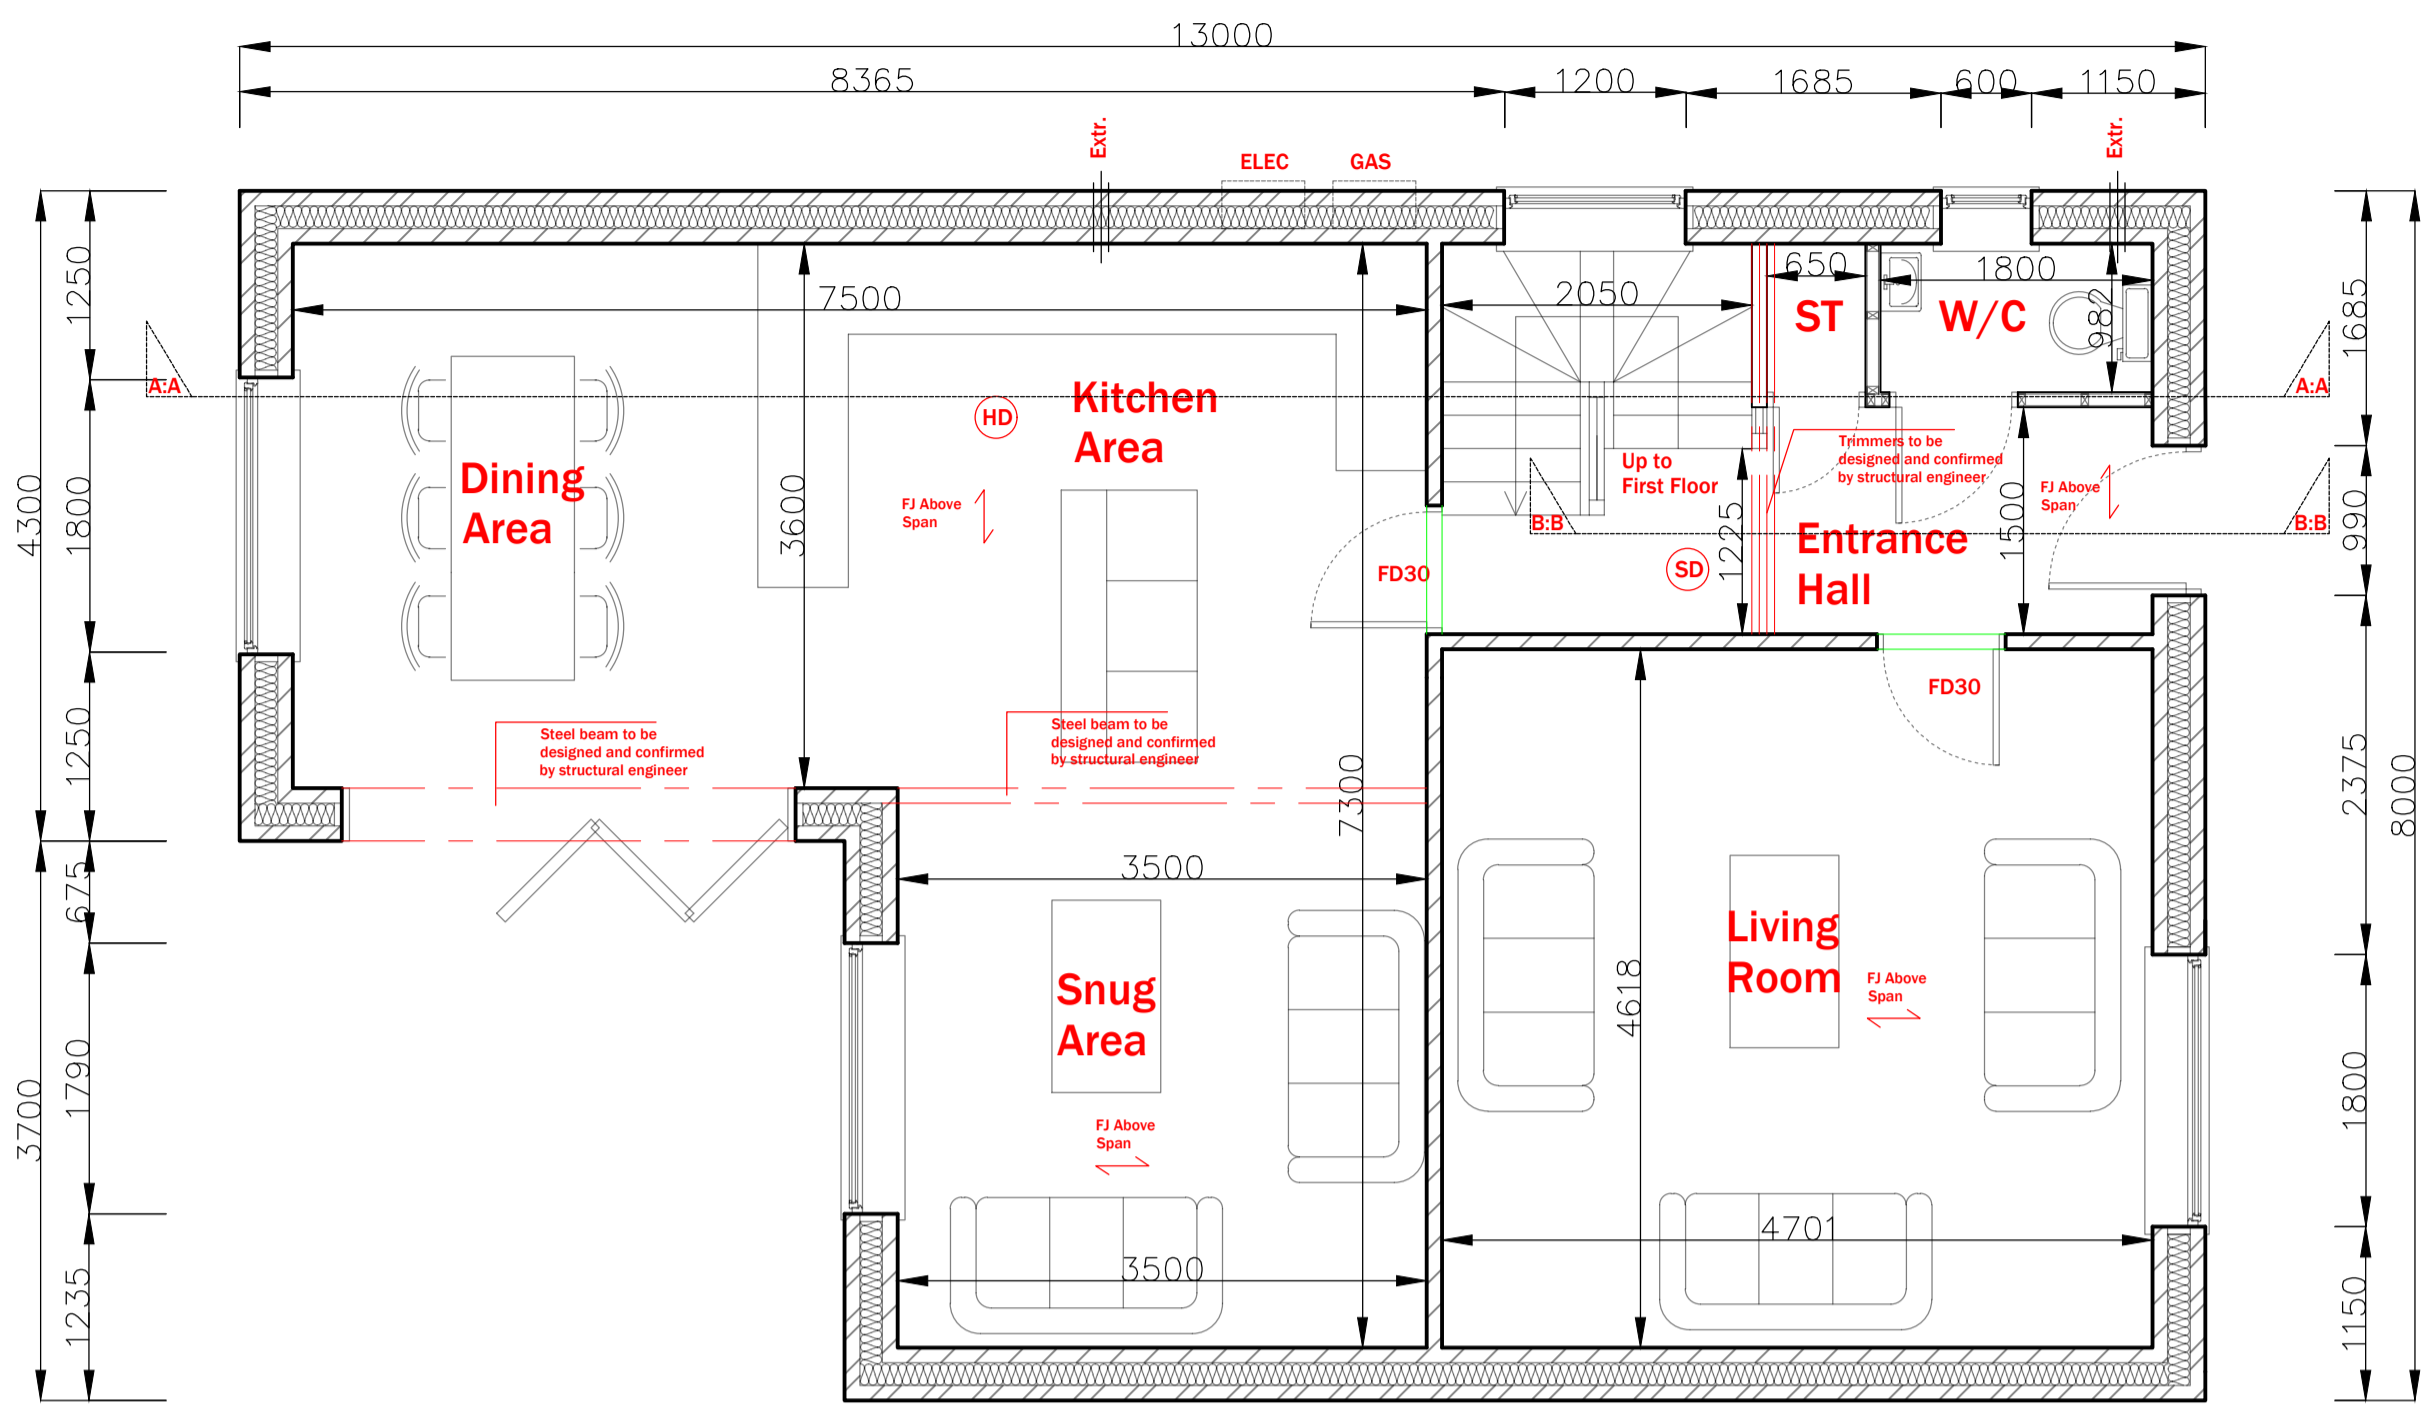 13000
8365
1200
1685
600
1150
Extr.
ELEC
GAS
Extr.
1250
1800
4300
1250
675
1790
3700
1235
7500
3600
2050
650
1800
982
ST
W/C
A:A
A:A
1685
990
2375
8000
1800
1150
HD
Kitchen
Area
Dining
Area
FJ Above
Span
Up to
First Floor
Trimmers to be
designed and confirmed
by structural engineer
FJ Above
Span
B:B
B:B
1225
1500
SD
Entrance
Hall
FD30
FD30
Steel beam to be
designed and confirmed
by structural engineer
Steel beam to be
designed and confirmed
by structural engineer
7300
3500
Snug
Area
FJ Above
Span
3500
Living
Room
4618
FJ Above
Span
4701